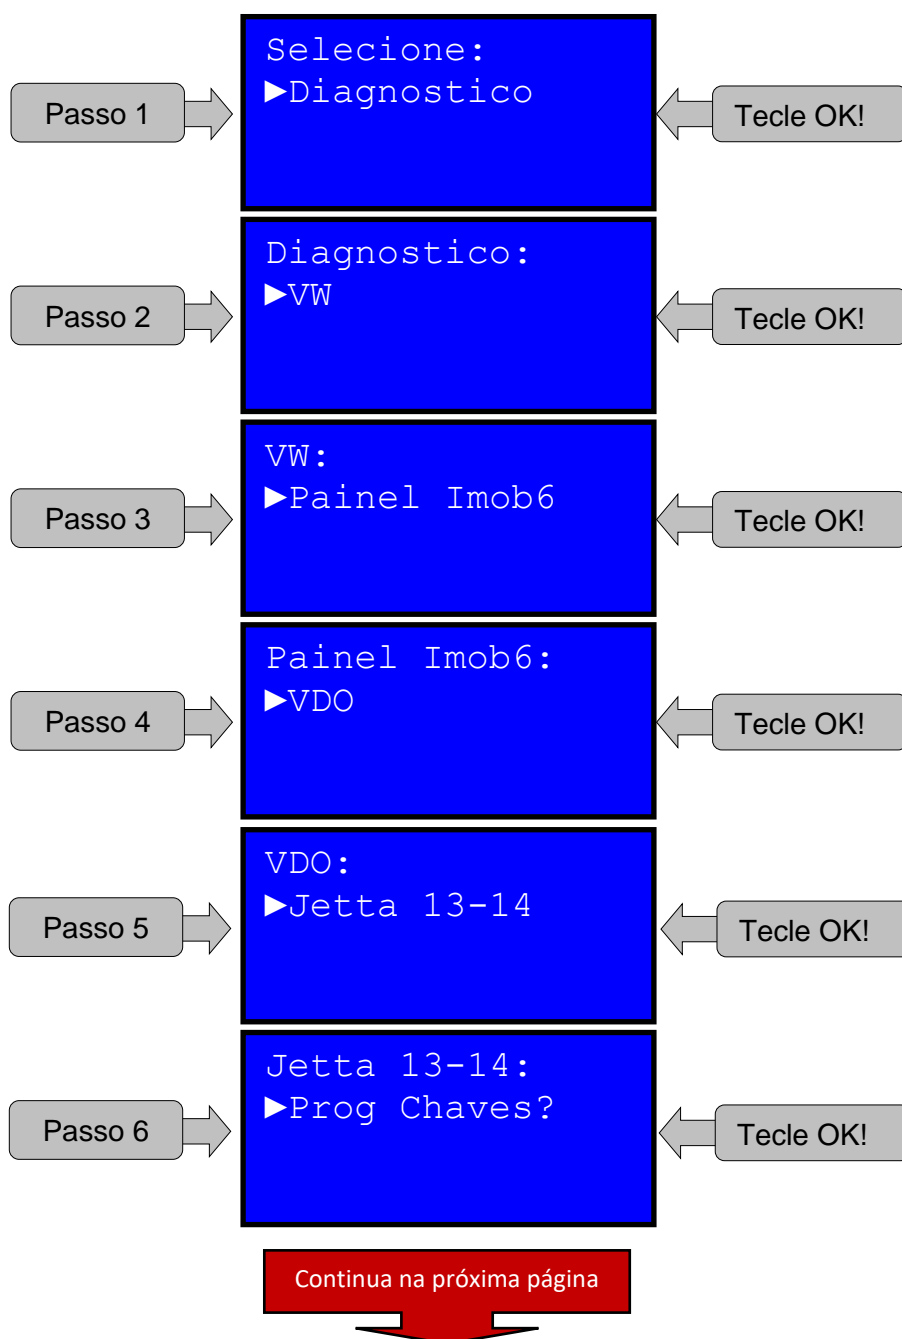 Selecione:
►Diagnostico
Passo 1
Tecle OK!
Diagnostico:
►VW
Passo 2
Tecle OK!
VW:
►Painel Imob6
Passo 3
Tecle OK!
Painel Imob6:
►VDO
Passo 4
Tecle OK!
VDO:
►Jetta 13-14
Passo 5
Tecle OK!
Jetta 13-14:
►Prog Chaves?
Passo 6
Tecle OK!
Continua na próxima página